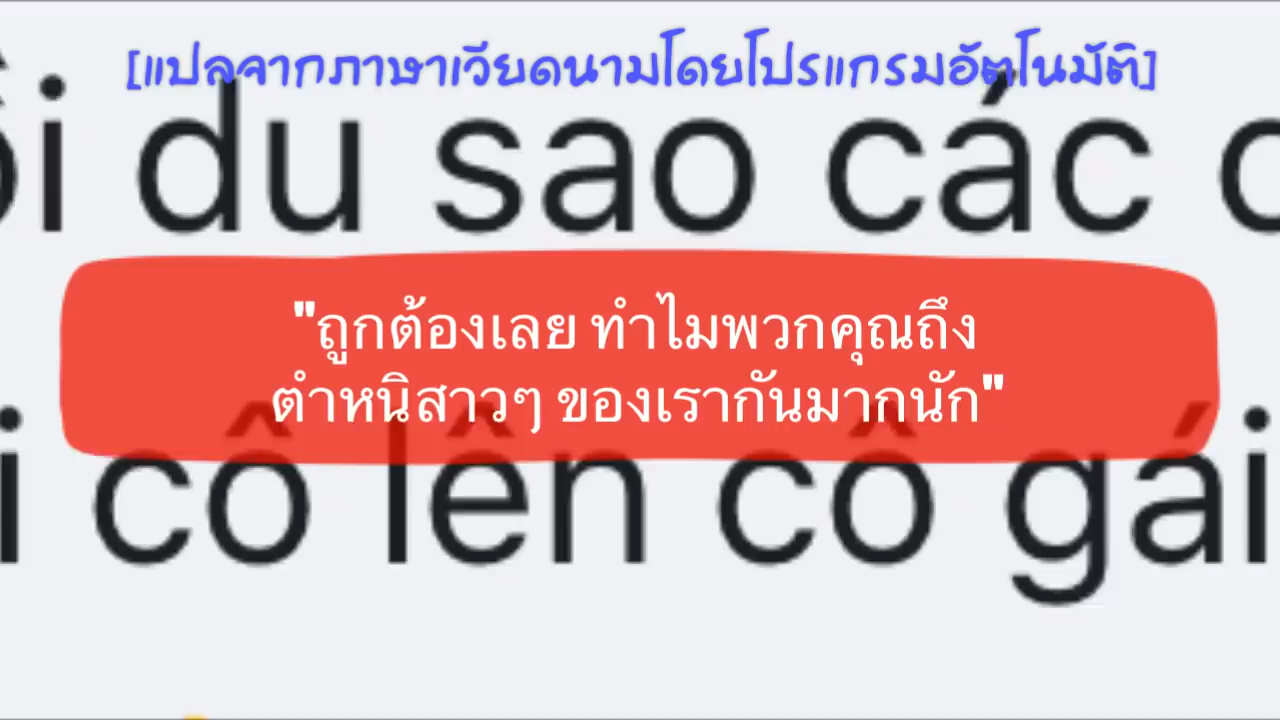 [แปลจากภาษาเวียดนามโดยโปรแกรมอัตโนมัติ]
du sao các
"ถูกต้องเลย ทำไมพวกคุณถึง
ตำหนิสาวๆ ของเรากันมากนัก"
cô lên cô gái